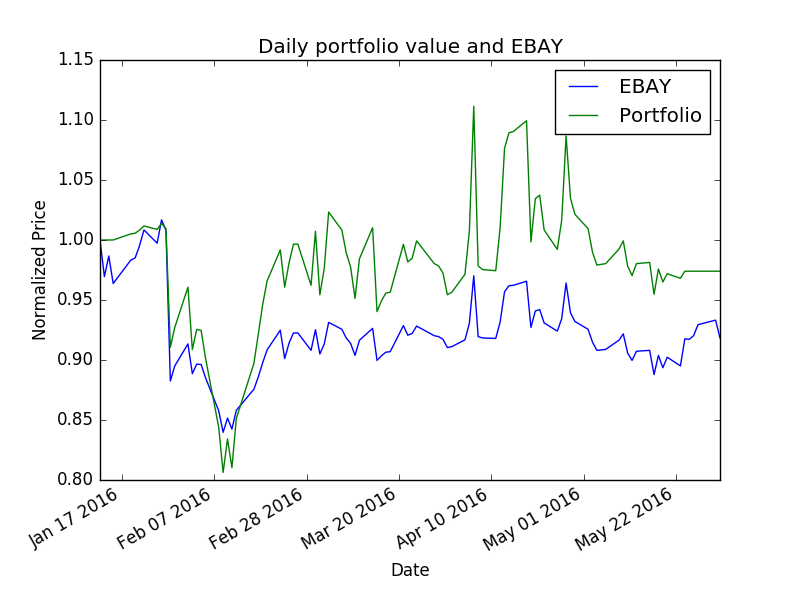 Daily portfolio value and EBAY
EBAY
Portfolio
1.15
1.10
1.05
1.00
0.95
0.90
0.85
0.80
Normalized Price
Jan 17 2016
Feb 07 2016
Feb 28 2016
Mar 20 2016
Apr 10 2016
May 01 2016
May 22 2016
Date